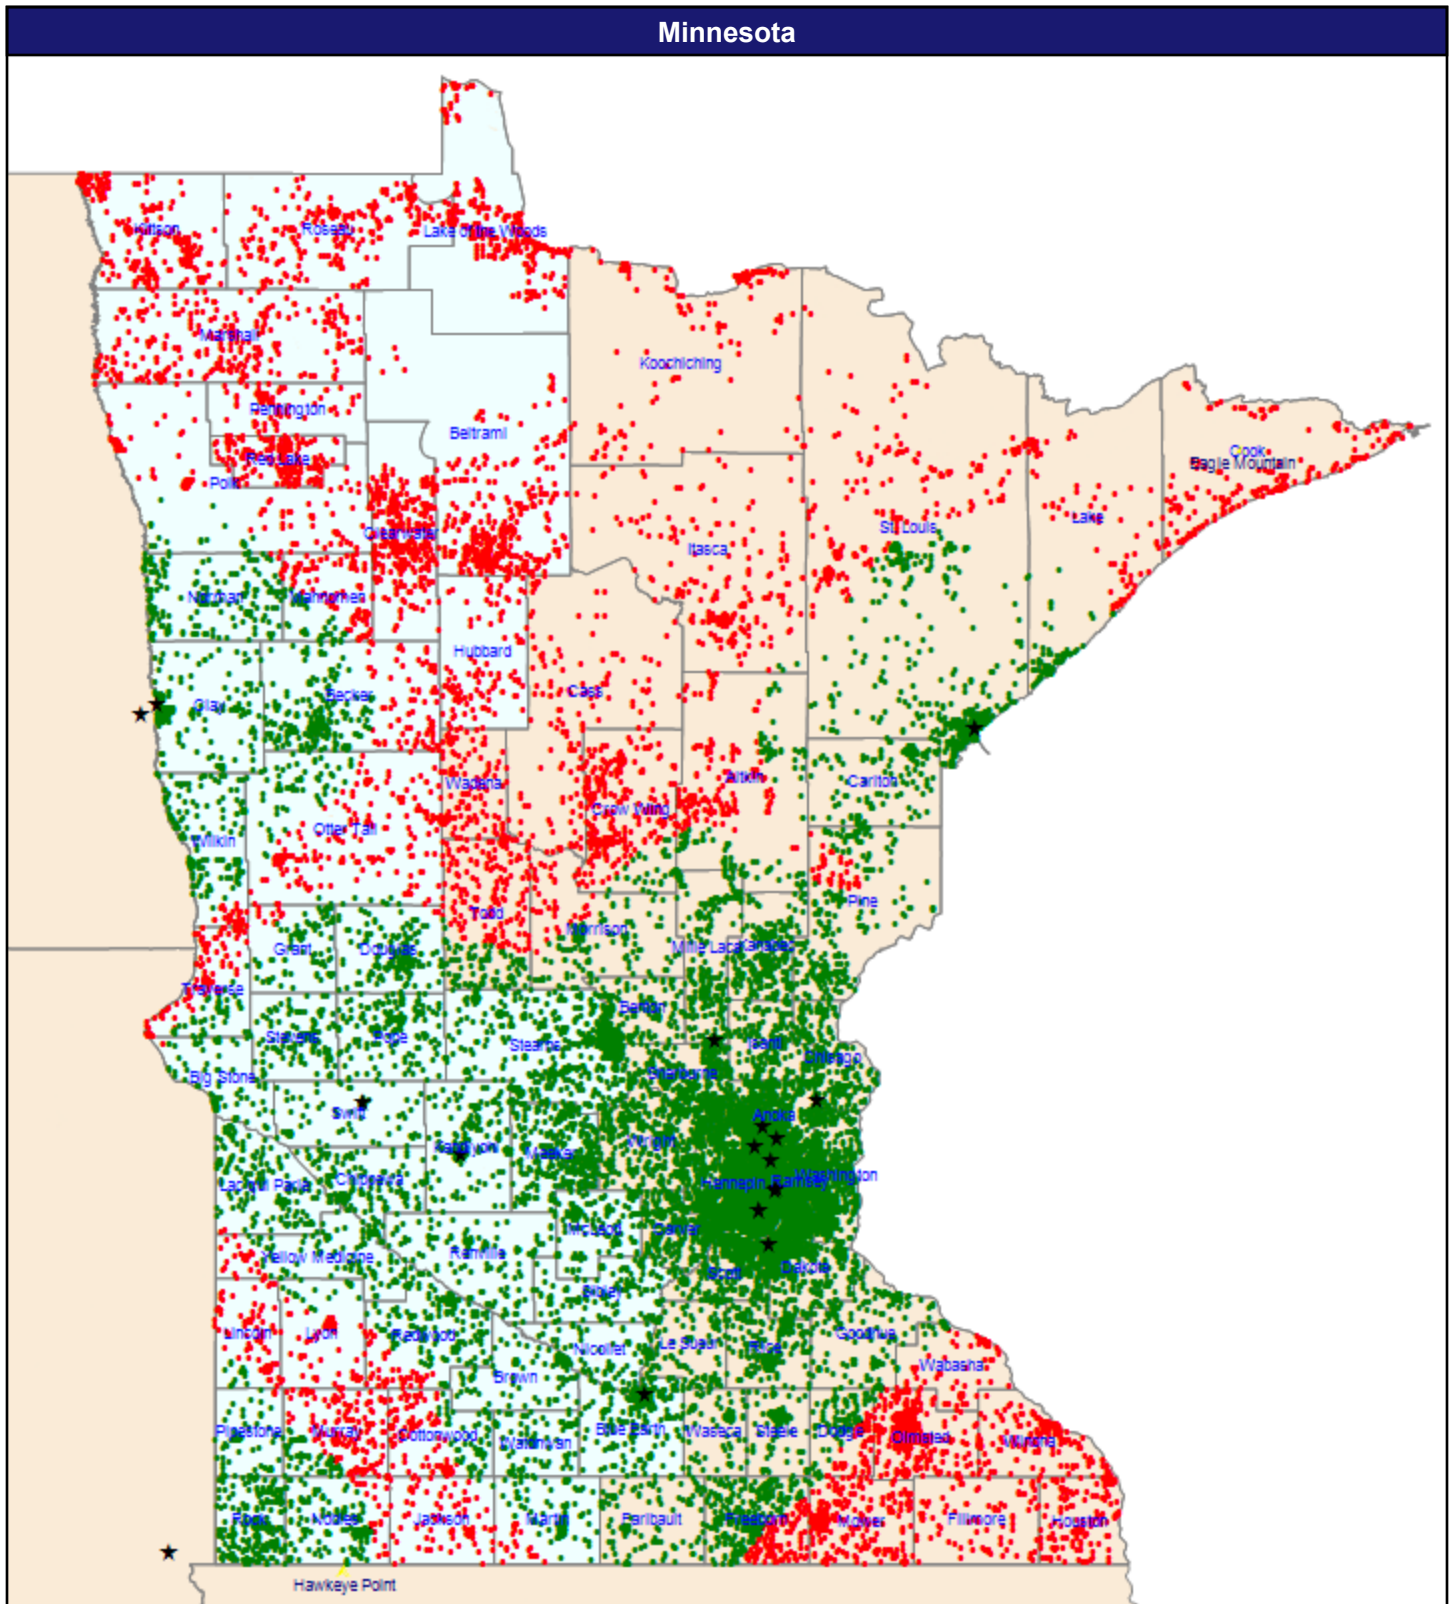 Minnesota
Kittson
Roseau
Lake of the Woods
Marshall
Koochiching
Pennington
Beltrami
Red Lake
Polk
Cook
Eagle Mountain
Lake
St. Louis
Clearwater
Itasca
Norman
Mahnomen
Hubbard
Cass
Becker
Clay
Wadena
Aitkin
Carlton
Crow Wing
Otter Tail
Wilkin
Pine
Todd
Morrison
Mille Lacs
Kanabec
Grant
Douglas
Traverse
Benton
Stevens
Pope
Stearns
Isanti
Chisago
Big Stone
Sherburne
Swift
Anoka
Kandiyohi
Meeker
Wright
Lac qui Parle
Chippewa
Hennepin
Ramsey
Washington
McLeod
Carver
Yellow Medicine
Renville
Scott
Dakota
Sibley
Lincoln
Lyon
Redwood
Nicollet
Le Sueur
Rice
Goodhue
Wabasha
Brown
Pipestone
Murray
Cottonwood
Watonwan
Blue Earth
Waseca
Steele
Dodge
Olmsted
Winona
Rock
Nobles
Jackson
Martin
Faribault
Freeborn
Mower
Fillmore
Houston
Hawkeye Point